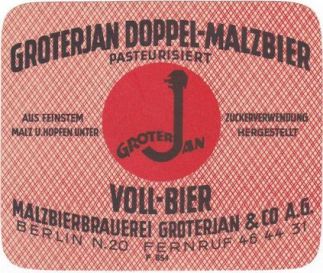 GROTERJAN DOPPEL-MALZBIER
PASTEURISIERT
AUS FEINSTEM
MALZ U. HOPFEN UNTER
ZUCKERVERWENDUNG
HERGESTELLT
GROTERJAN
VOLL-BIER
MALZBIERBRAUEREI GROTERJAN & CO A.G.
BERLIN N.20 FERNRUF 46 44 31